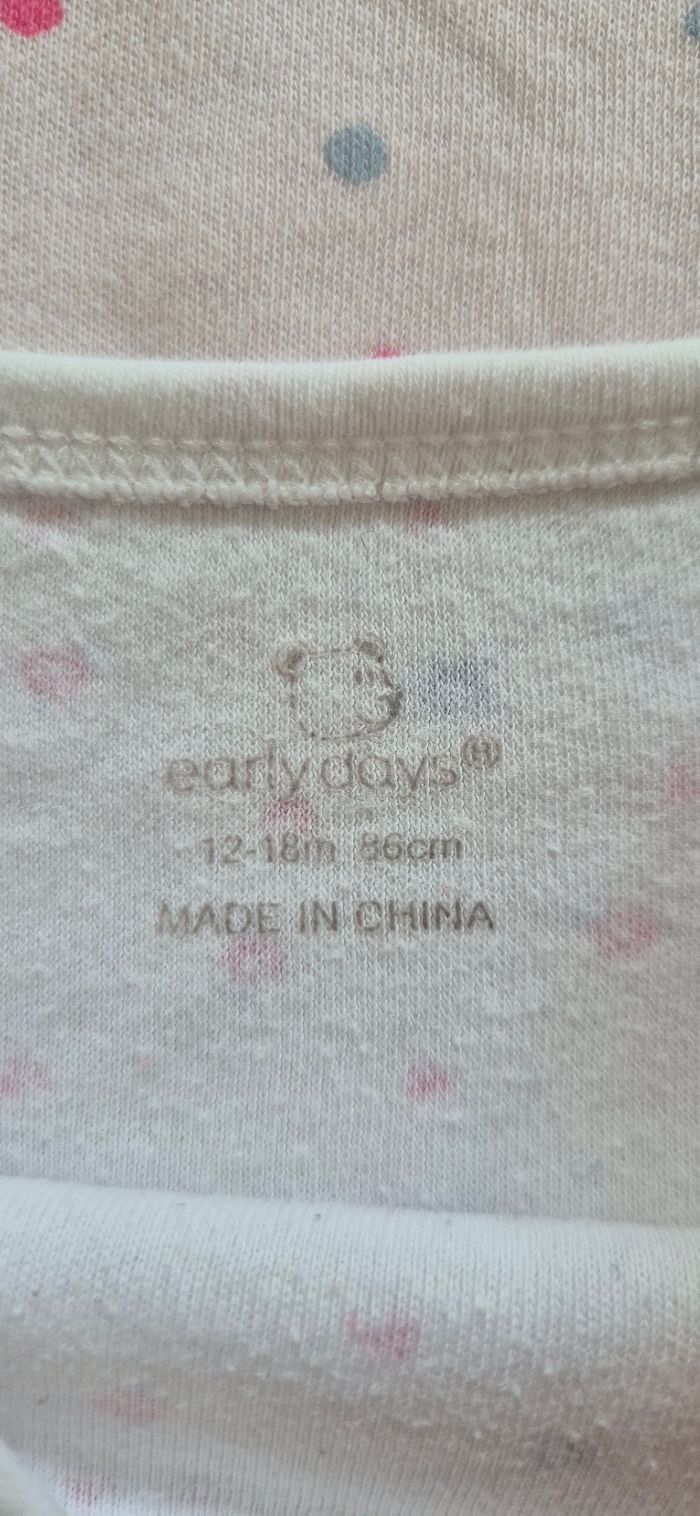 early days®
12-18m 86cm
MADE IN CHINA